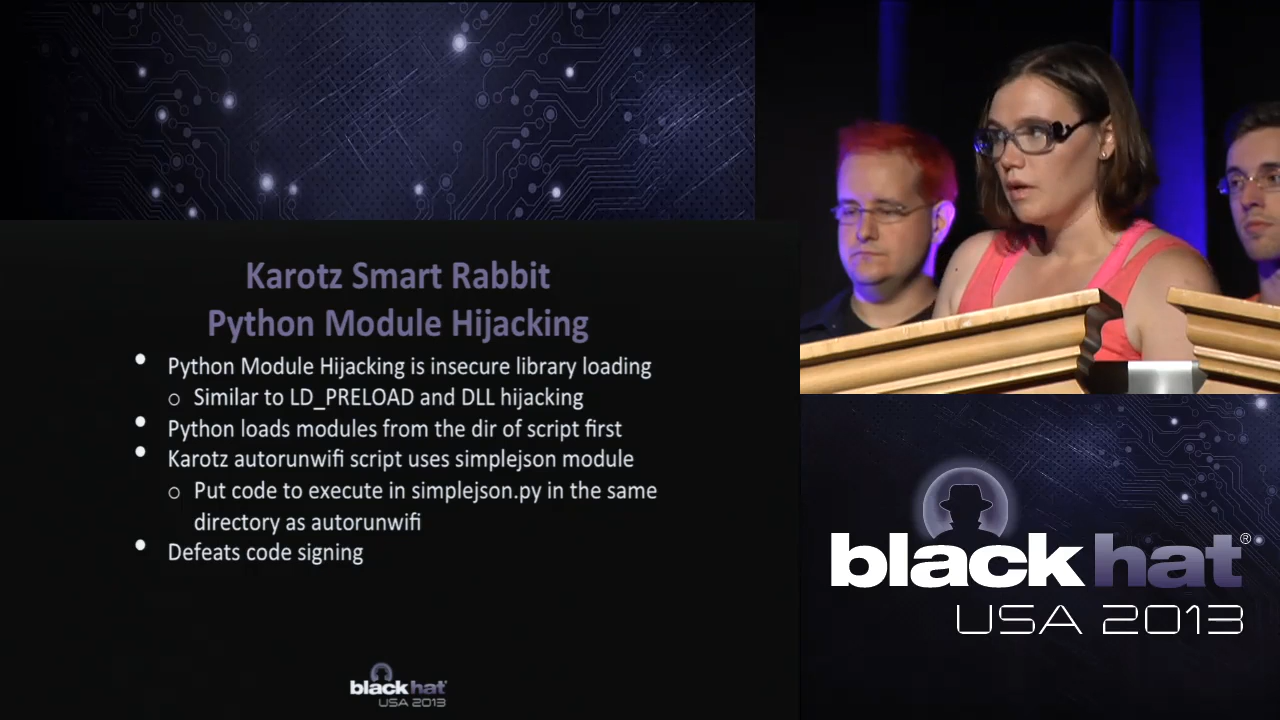 Karotz Smart Rabbit
Python Module Hijacking
• Python Module Hijacking is insecure library loading
o Similar to LD_PRELOAD and DLL hijacking
• Python loads modules from the dir of script first
• Karotz autorunwifi script uses simplejson module
o Put code to execute in simplejson.py in the same
directory as autorunwifi
• Defeats code signing
black hat
USA 2013
black hat®
USA 2013